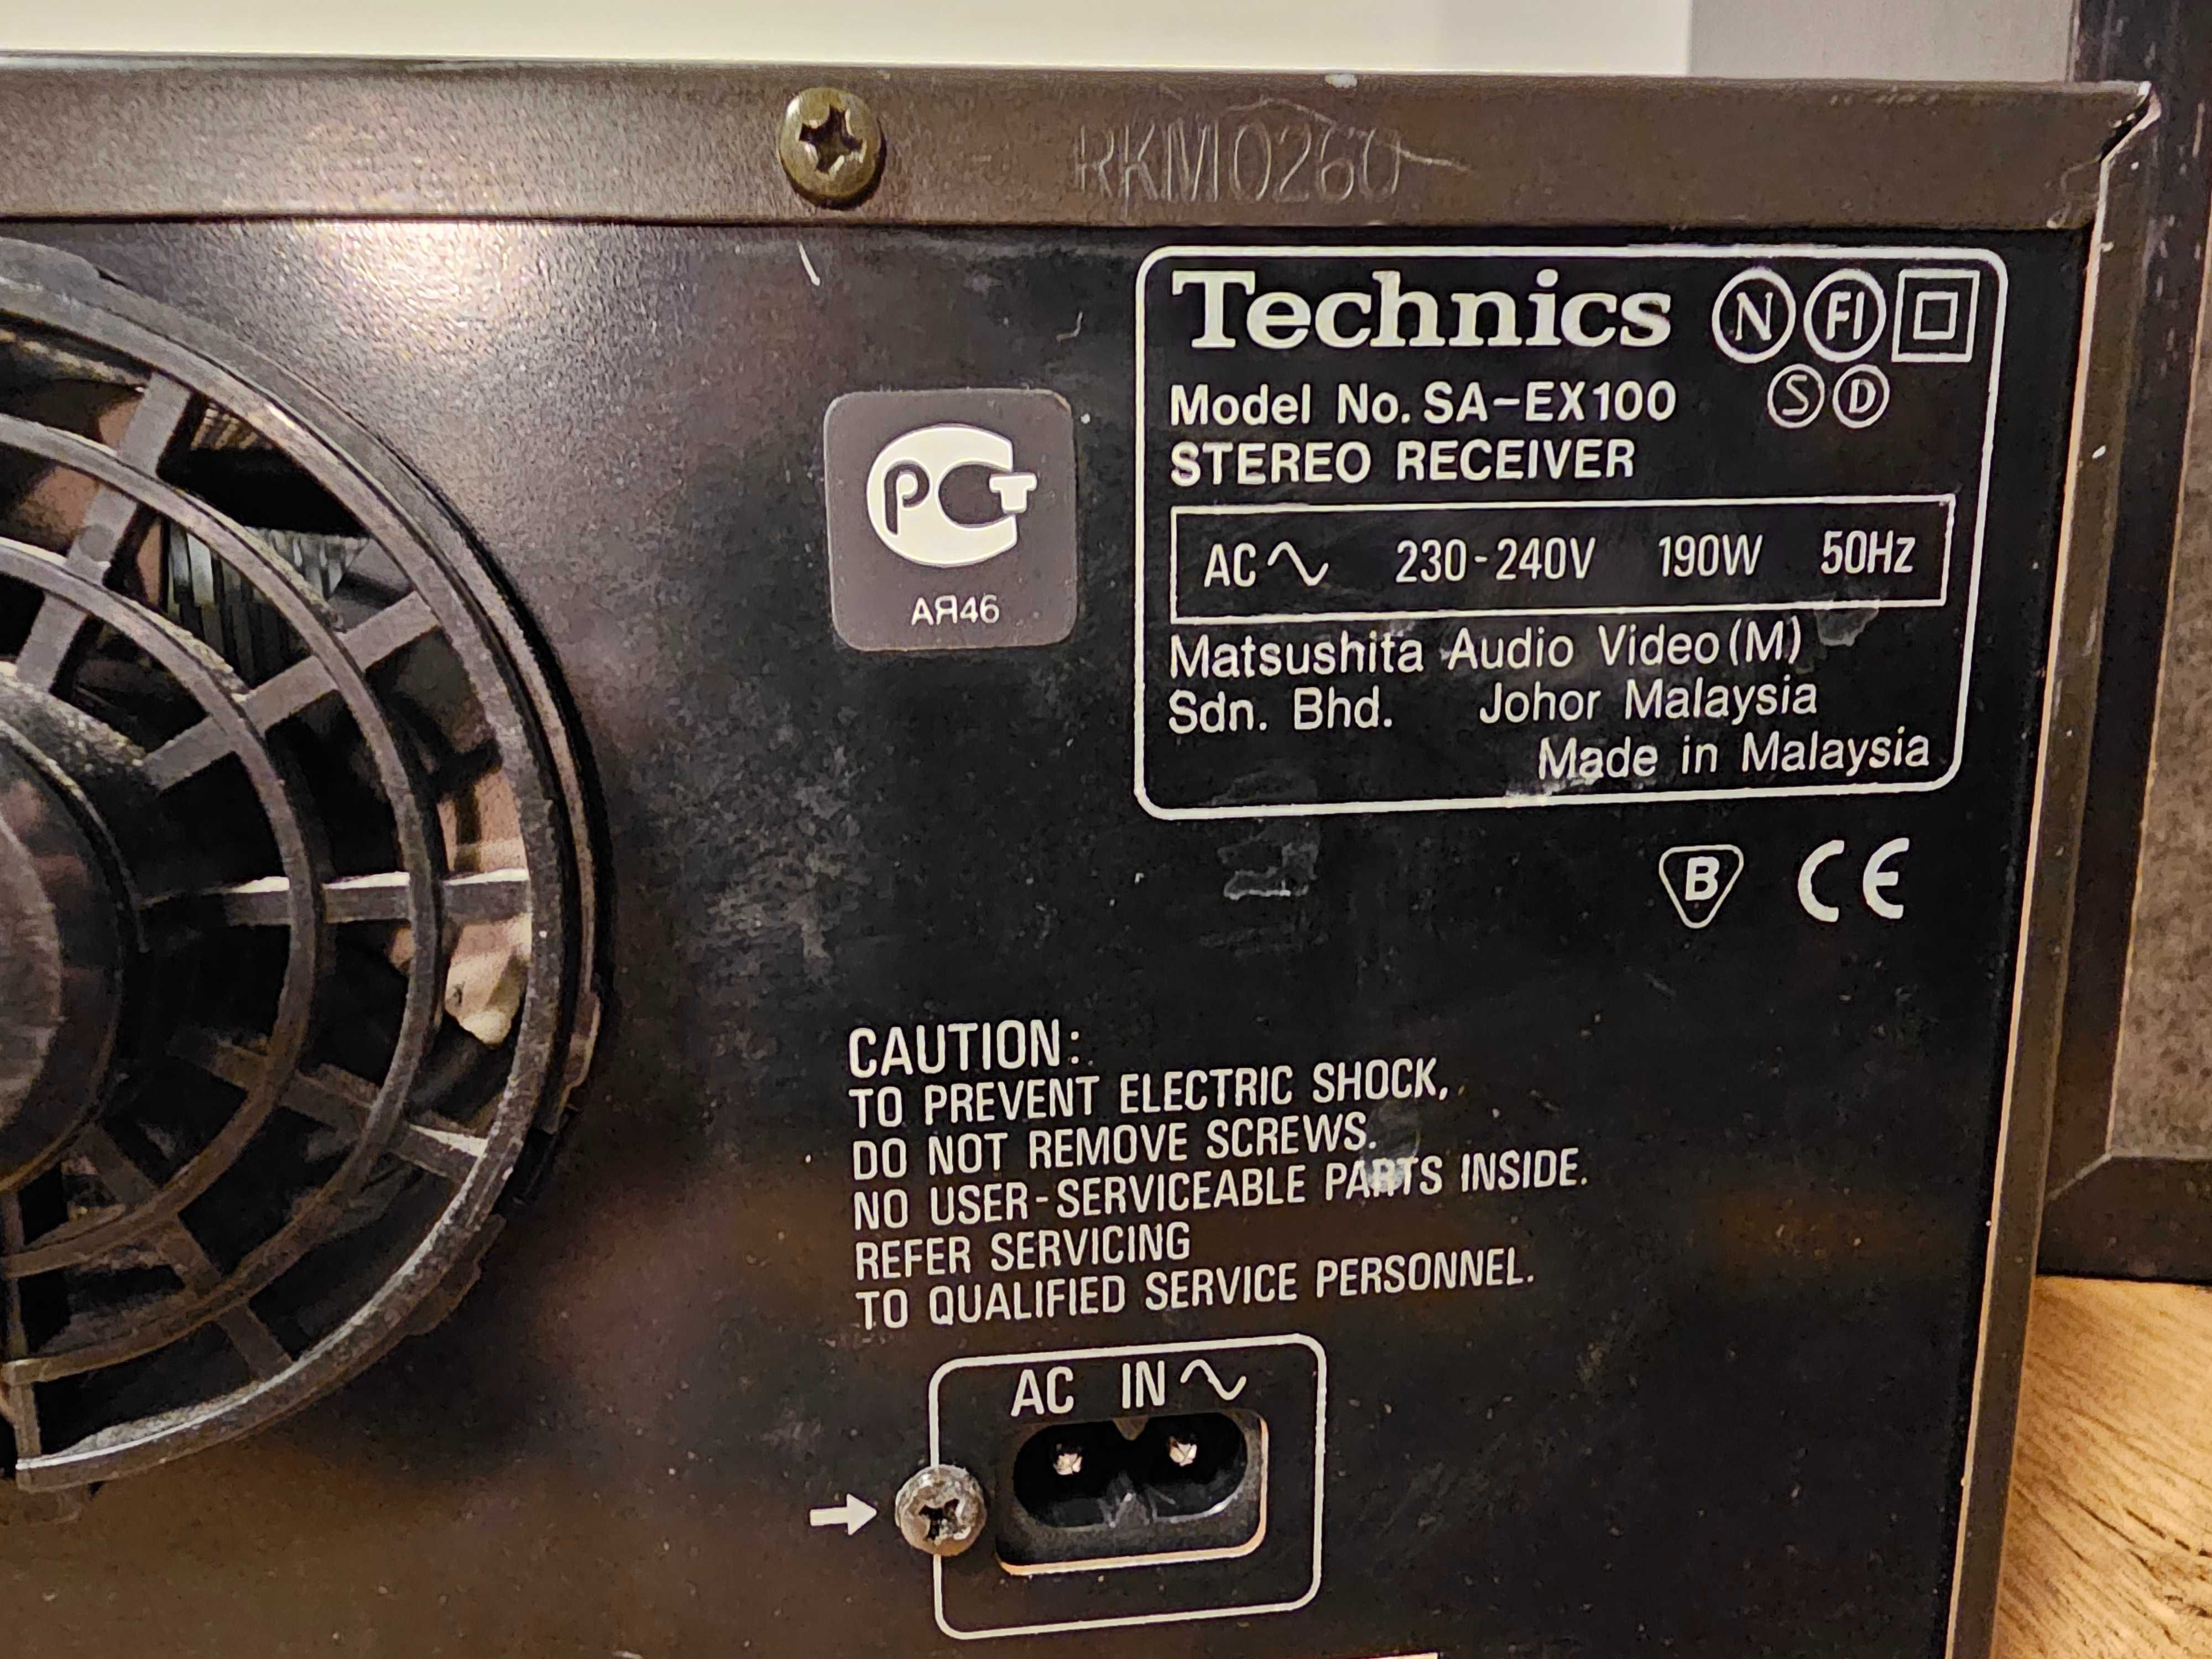 RKM0260
Technics N FI
S D
Model No. SA-EX100
STEREO RECEIVER
AC 230-240V 190W 50Hz
Matsushita Audio Video (M)
Sdn. Bhd. Johor Malaysia
Made in Malaysia
РСТ
АЯ46
B CE
CAUTION:
TO PREVENT ELECTRIC SHOCK,
DO NOT REMOVE SCREWS.
NO USER-SERVICEABLE PARTS INSIDE.
REFER SERVICING
TO QUALIFIED SERVICE PERSONNEL.
AC IN